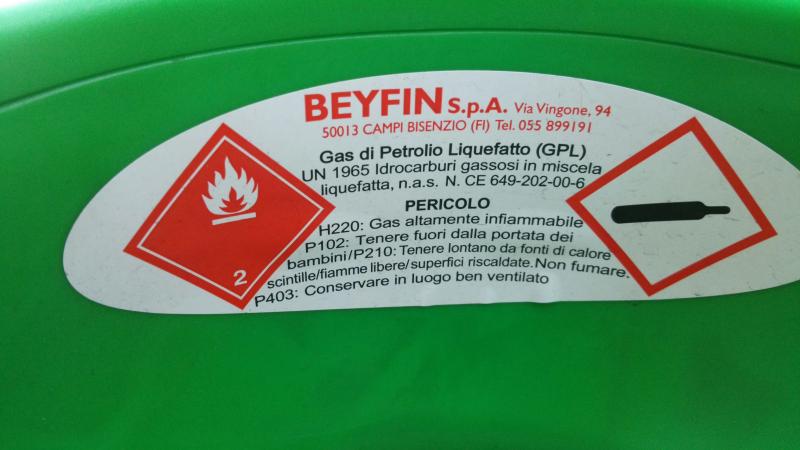 BEYFIN S.p.A. Via Vingone, 94
50013 CAMPI BISENZIO (FI) Tel. 055 899191
Gas di Petrolio Liquefatto (GPL)
UN 1965 Idrocarburi gassosi in miscela
liquefatta, n.a.s. N. CE 649-202-00-6
PERICOLO
H220: Gas altamente infiammabile
P102: Tenere fuori dalla portata dei
bambini/P210: Tenere lontano da fonti di calore
scintille/fiamme libere/superfici riscaldate. Non fumare.
P403: Conservare in luogo ben ventilato
2